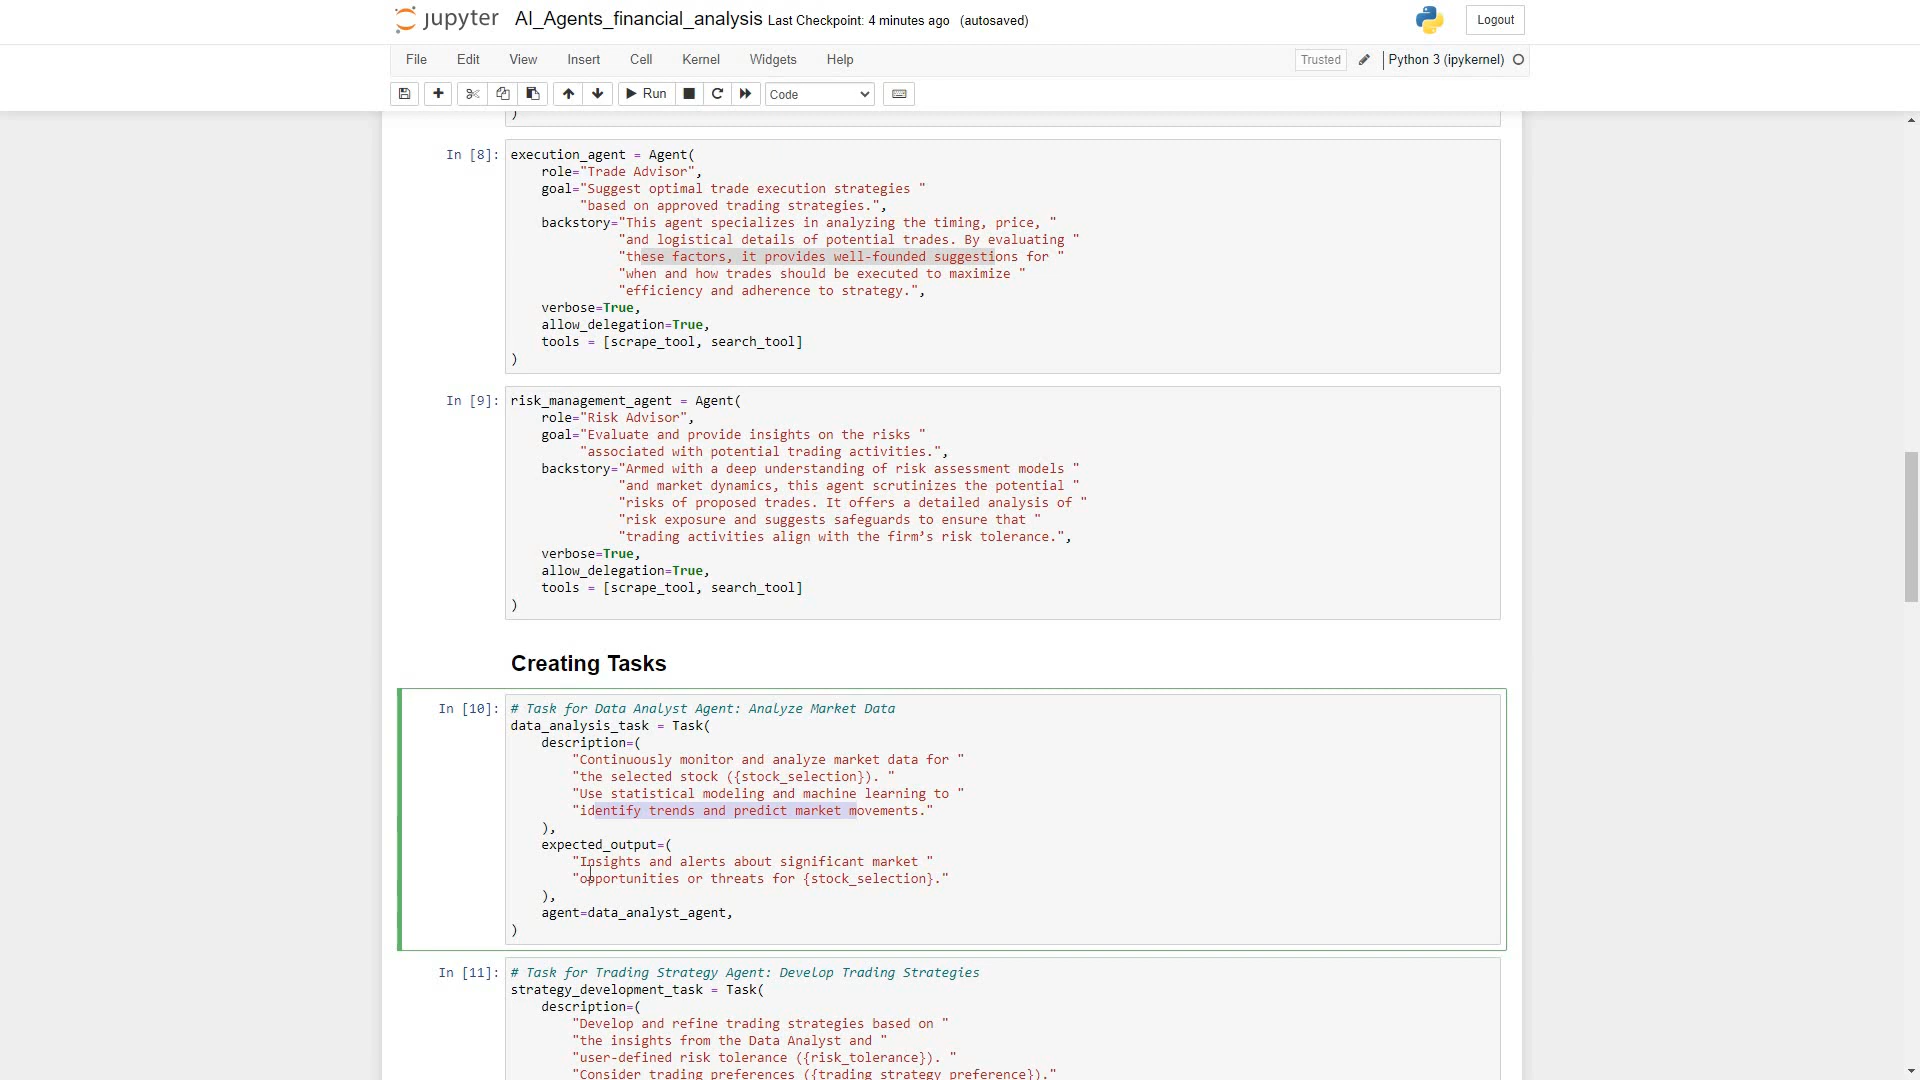 jupyter AI_Agents_financial_analysis Last Checkpoint: 4 minutes ago (autosaved) Logout
File Edit View Insert Cell Kernel Widgets Help Trusted Python 3 (ipykernel)
Run Code
)
In [8]: execution_agent = Agent(
role="Trade Advisor",
goal="Suggest optimal trade execution strategies "
"based on approved trading strategies.",
backstory="This agent specializes in analyzing the timing, price, "
"and logistical details of potential trades. By evaluating "
"these factors, it provides well-founded suggestions for "
"when and how trades should be executed to maximize "
"efficiency and adherence to strategy.",
verbose=True,
allow_delegation=True,
tools = [scrape_tool, search_tool]
)
In [9]: risk_management_agent = Agent(
role="Risk Advisor",
goal="Evaluate and provide insights on the risks "
"associated with potential trading activities.",
backstory="Armed with a deep understanding of risk assessment models "
"and market dynamics, this agent scrutinizes the potential "
"risks of proposed trades. It offers a detailed analysis of "
"risk exposure and suggests safeguards to ensure that "
"trading activities align with the firm’s risk tolerance.",
verbose=True,
allow_delegation=True,
tools = [scrape_tool, search_tool]
)
Creating Tasks
In [10]: # Task for Data Analyst Agent: Analyze Market Data
data_analysis_task = Task(
description=(
"Continuously monitor and analyze market data for "
"the selected stock ({stock_selection}). "
"Use statistical modeling and machine learning to "
"identify trends and predict market movements."
),
expected_output=(
"Insights and alerts about significant market "
"opportunities or threats for {stock_selection}."
),
agent=data_analyst_agent,
)
In [11]: # Task for Trading Strategy Agent: Develop Trading Strategies
strategy_development_task = Task(
description=(
"Develop and refine trading strategies based on "
"the insights from the Data Analyst and "
"user-defined risk tolerance ({risk_tolerance}). "
"Consider trading preferences ({trading_strategy_preference})."